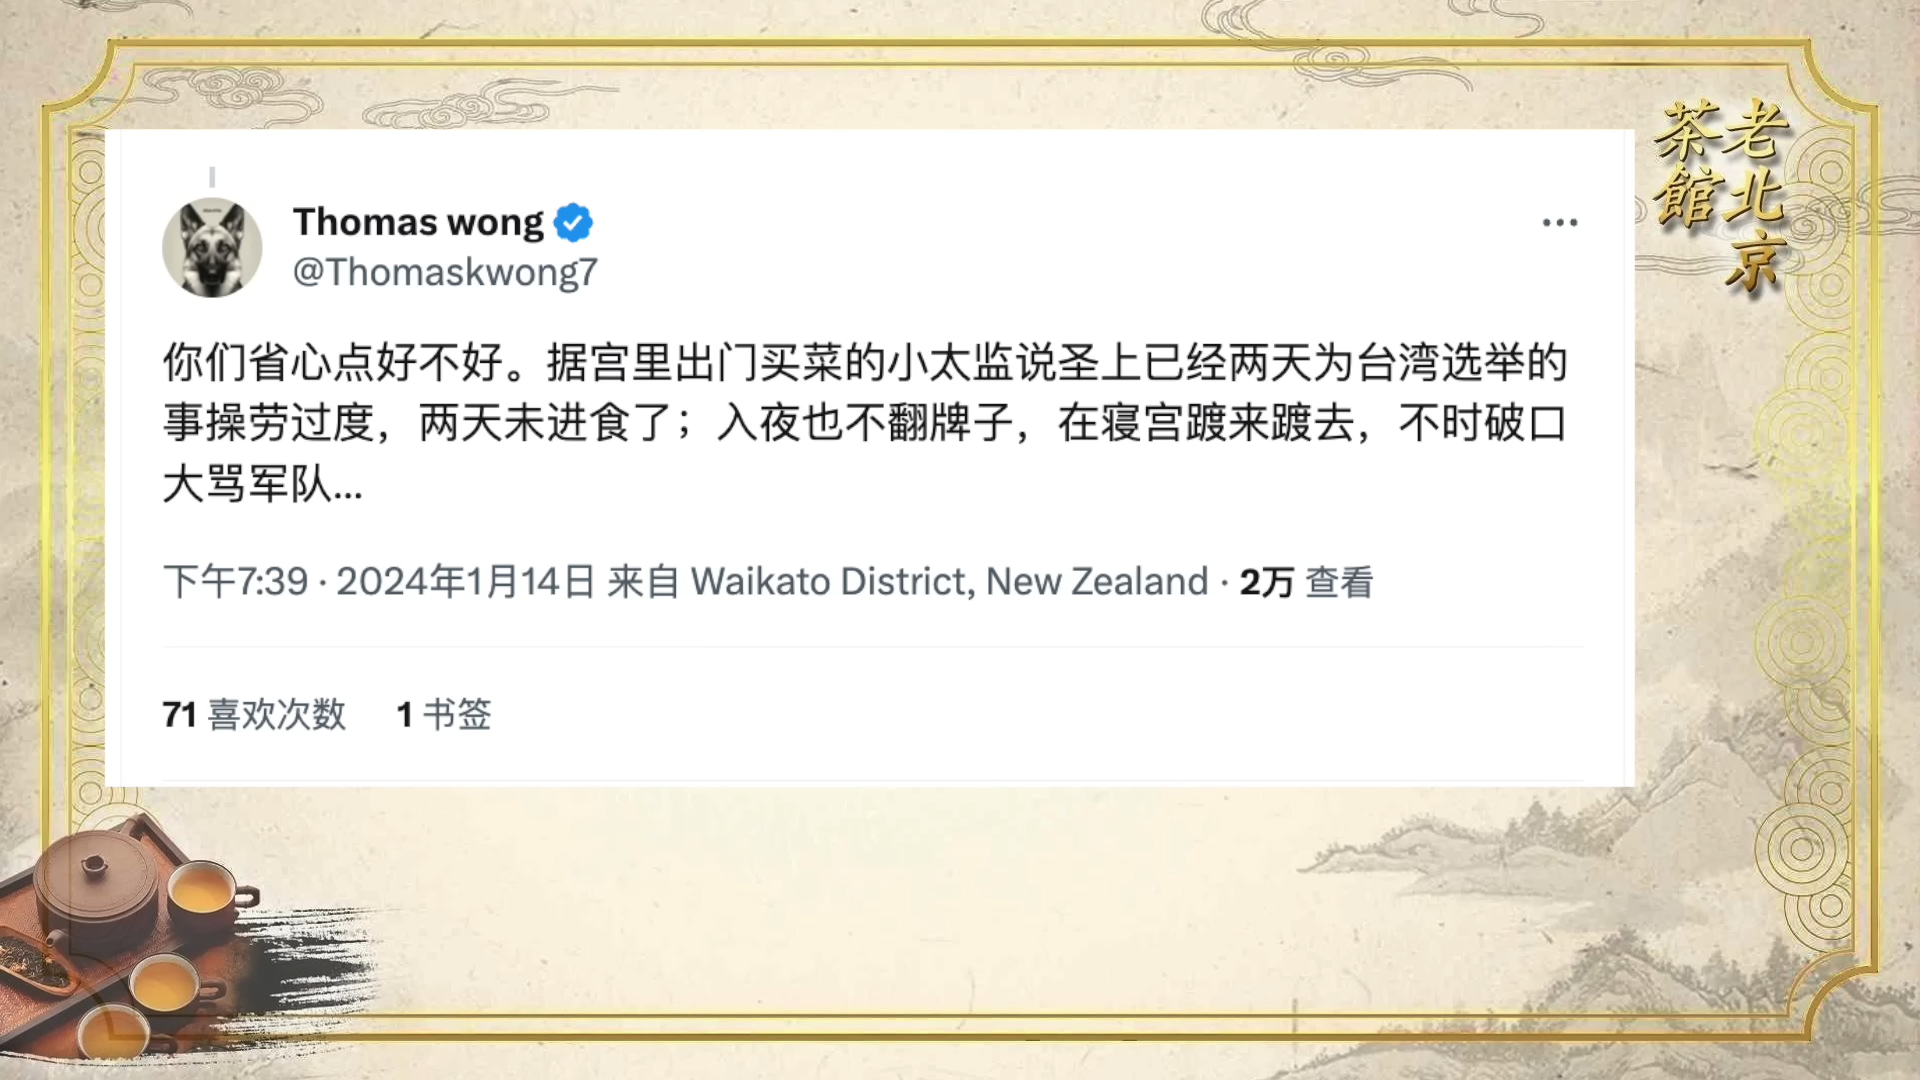 老北京
茶館
Thomas wong
@Thomaskwong7
你们省心点好不好。据宫里出门买菜的小太监说圣上已经两天为台湾选举的
事操劳过度，两天未进食了；入夜也不翻牌子，在寝宫踱来踱去，不时破口
大骂军队...
下午7:39 · 2024年1月14日 来自 Waikato District, New Zealand · 2万 查看
71 喜欢次数 1 书签